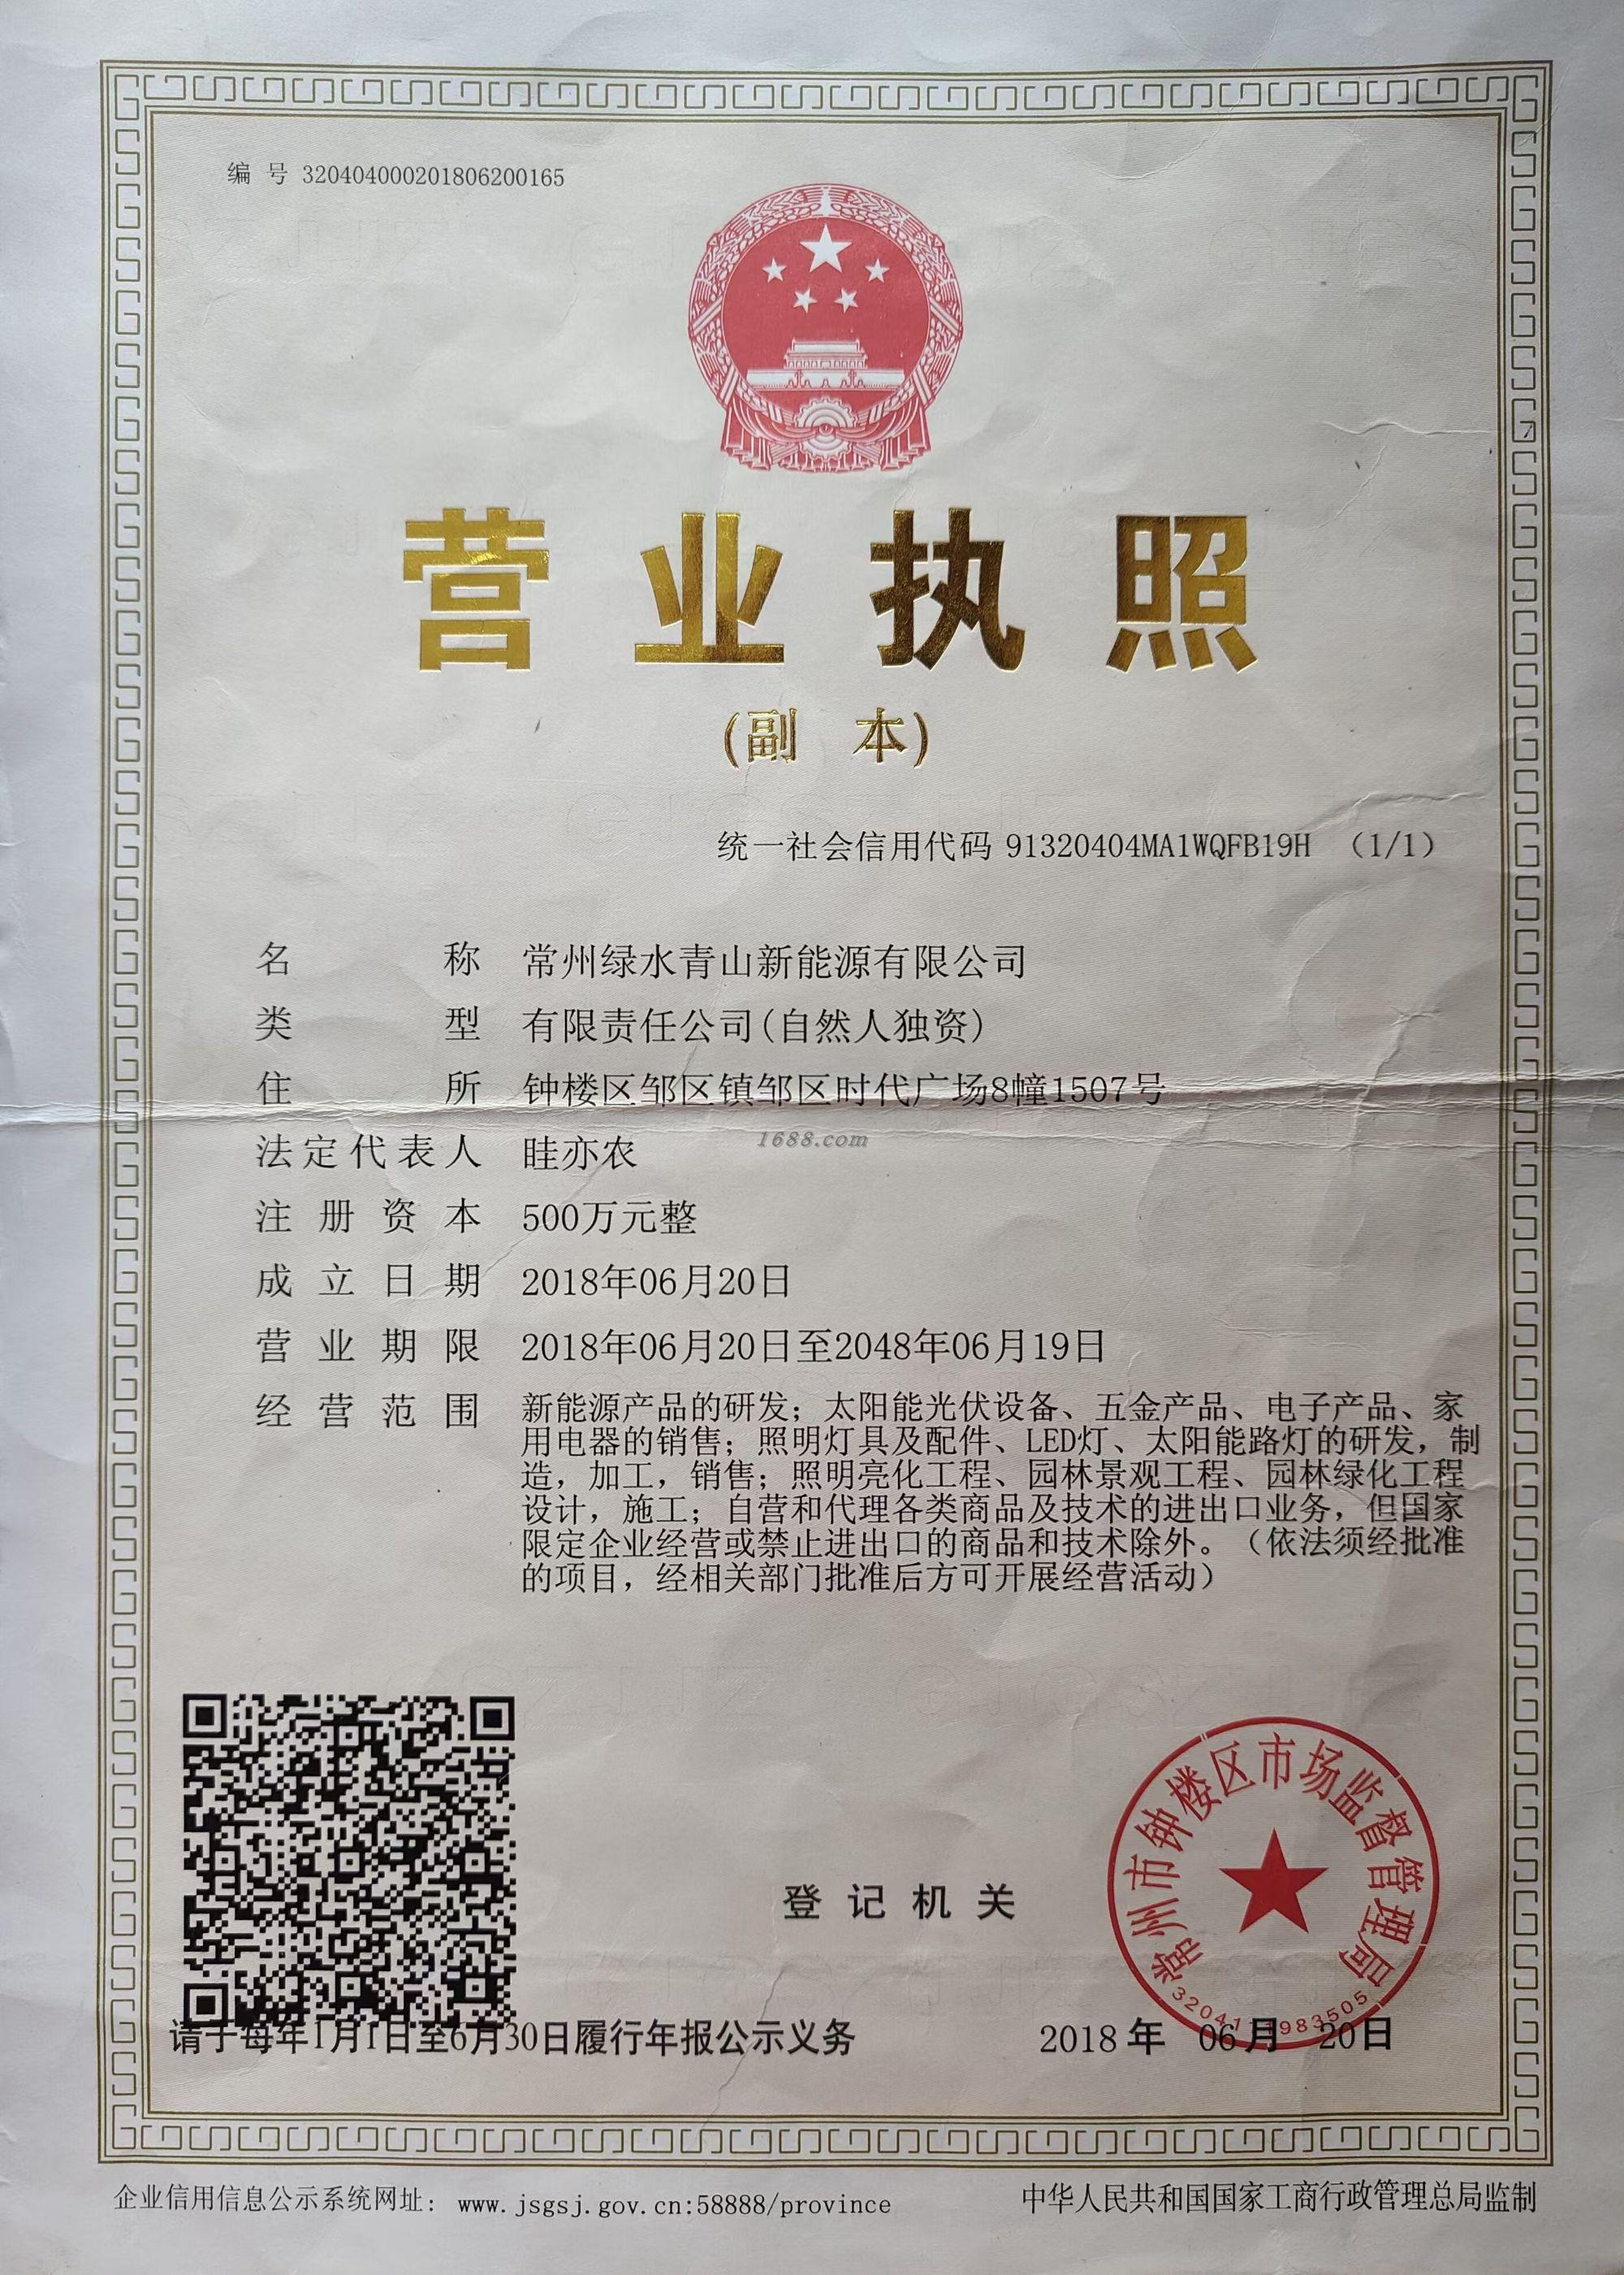 编 号 320404000201806200165
营业执照
(副 本)
统一社会信用代码 91320404MA1WQFB19H （1/1）
名 称 常州绿水青山新能源有限公司
类 型 有限责任公司(自然人独资)
住 所 钟楼区邹区镇邹区时代广场8幢1507号
1688.com
法定代表人 眭亦农
注 册 资 本 500万元整
成 立 日 期 2018年06月20日
营 业 期 限 2018年06月20日至2048年06月19日
经 营 范 围 新能源产品的研发；太阳能光伏设备、五金产品、电子产品、家
用电器的销售；照明灯具及配件、LED灯、太阳能路灯的研发，制
造，加工，销售；照明亮化工程、园林景观工程、园林绿化工程
设计，施工；自营和代理各类商品及技术的进出口业务，但国家
限定企业经营或禁止进出口的商品和技术除外。（依法须经批准
的项目，经相关部门批准后方可开展经营活动）
常州市钟楼区市场监督管理局
登 记 机 关
请于每年1月1日至6月30日履行年报公示义务
2018 年 06 月 20 日
企业信用信息公示系统网址： www.jsgsj.gov.cn:58888/province
中华人民共和国国家工商行政管理总局监制